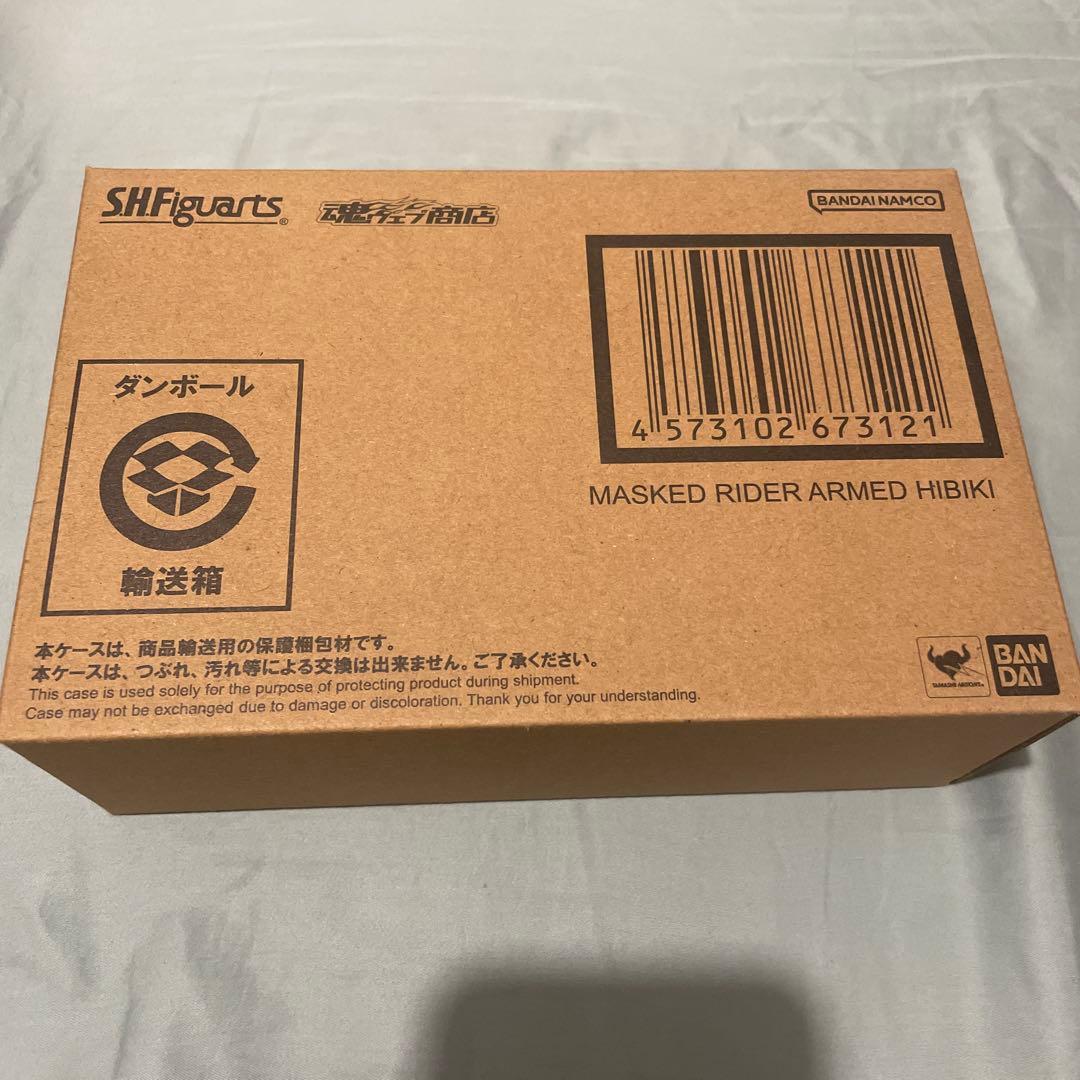 S.H.Figuarts®
魂ウェブ商店
BANDAI NAMCO
4 573102 673121
MASKED RIDER ARMED HIBIKI
ダンボール
輸送箱
本ケースは、商品輸送用の保護梱包材です。
本ケースは、つぶれ、汚れ等による交換は出来ません。ご了承ください。
This case is used solely for the purpose of protecting product during shipment.
Case may not be exchanged due to damage or discoloration. Thank you for your understanding.
TAMASHII NATIONS
BAN
DAI